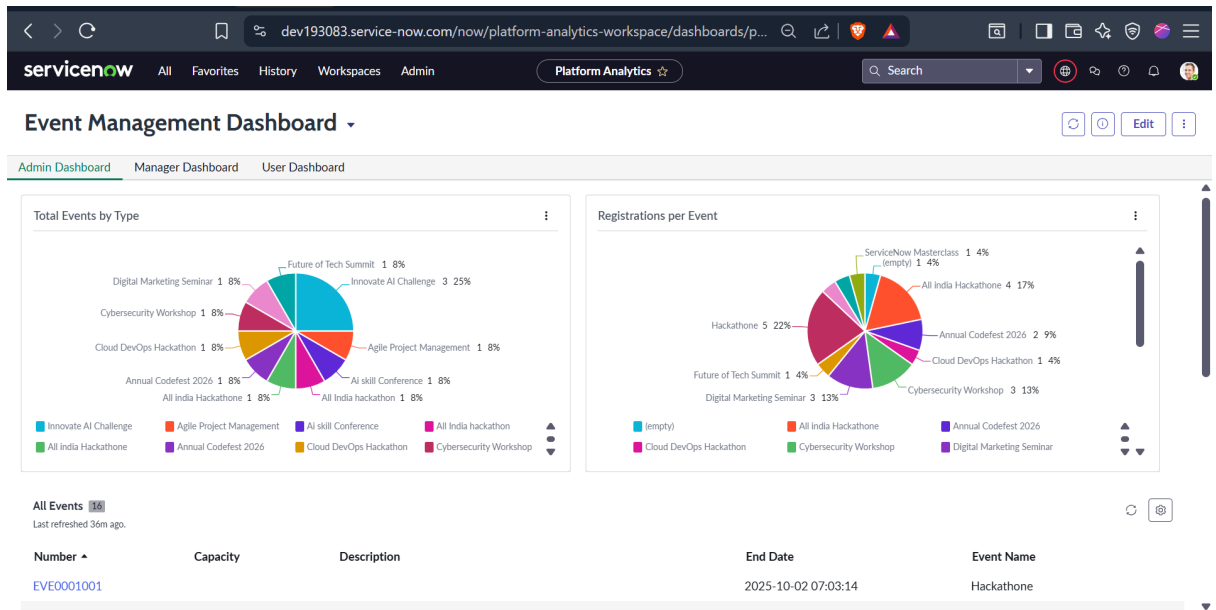 dev193083.service-now.com/now/platform-analytics-workspace/dashboards/p...
servicenow All Favorites History Workspaces Admin Platform Analytics ☆ Search
Event Management Dashboard
Edit
Admin Dashboard Manager Dashboard User Dashboard
Total Events by Type
Future of Tech Summit 1 8%
Digital Marketing Seminar 1 8%
Innovate AI Challenge 3 25%
Cybersecurity Workshop 1 8%
Cloud DevOps Hackathon 1 8%
Agile Project Management 1 8%
Annual Codefest 2026 1 8%
Ai skill Conference 1 8%
All india Hackathone 1 8%
All India hackathon 1 8%
Innovate AI Challenge Agile Project Management Ai skill Conference All India hackathon
All india Hackathone Annual Codefest 2026 Cloud DevOps Hackathon Cybersecurity Workshop
Registrations per Event
ServiceNow Masterclass 1 4%
(empty) 1 4%
All india Hackathone 4 17%
Hackathone 5 22%
Annual Codefest 2026 2 9%
Cloud DevOps Hackathon 1 4%
Future of Tech Summit 1 4%
Cybersecurity Workshop 3 13%
Digital Marketing Seminar 3 13%
(empty) All india Hackathone Annual Codefest 2026
Cloud DevOps Hackathon Cybersecurity Workshop Digital Marketing Seminar
All Events 16
Last refreshed 36m ago.
Number Capacity Description End Date Event Name
EVE0001001 2025-10-02 07:03:14 Hackathone